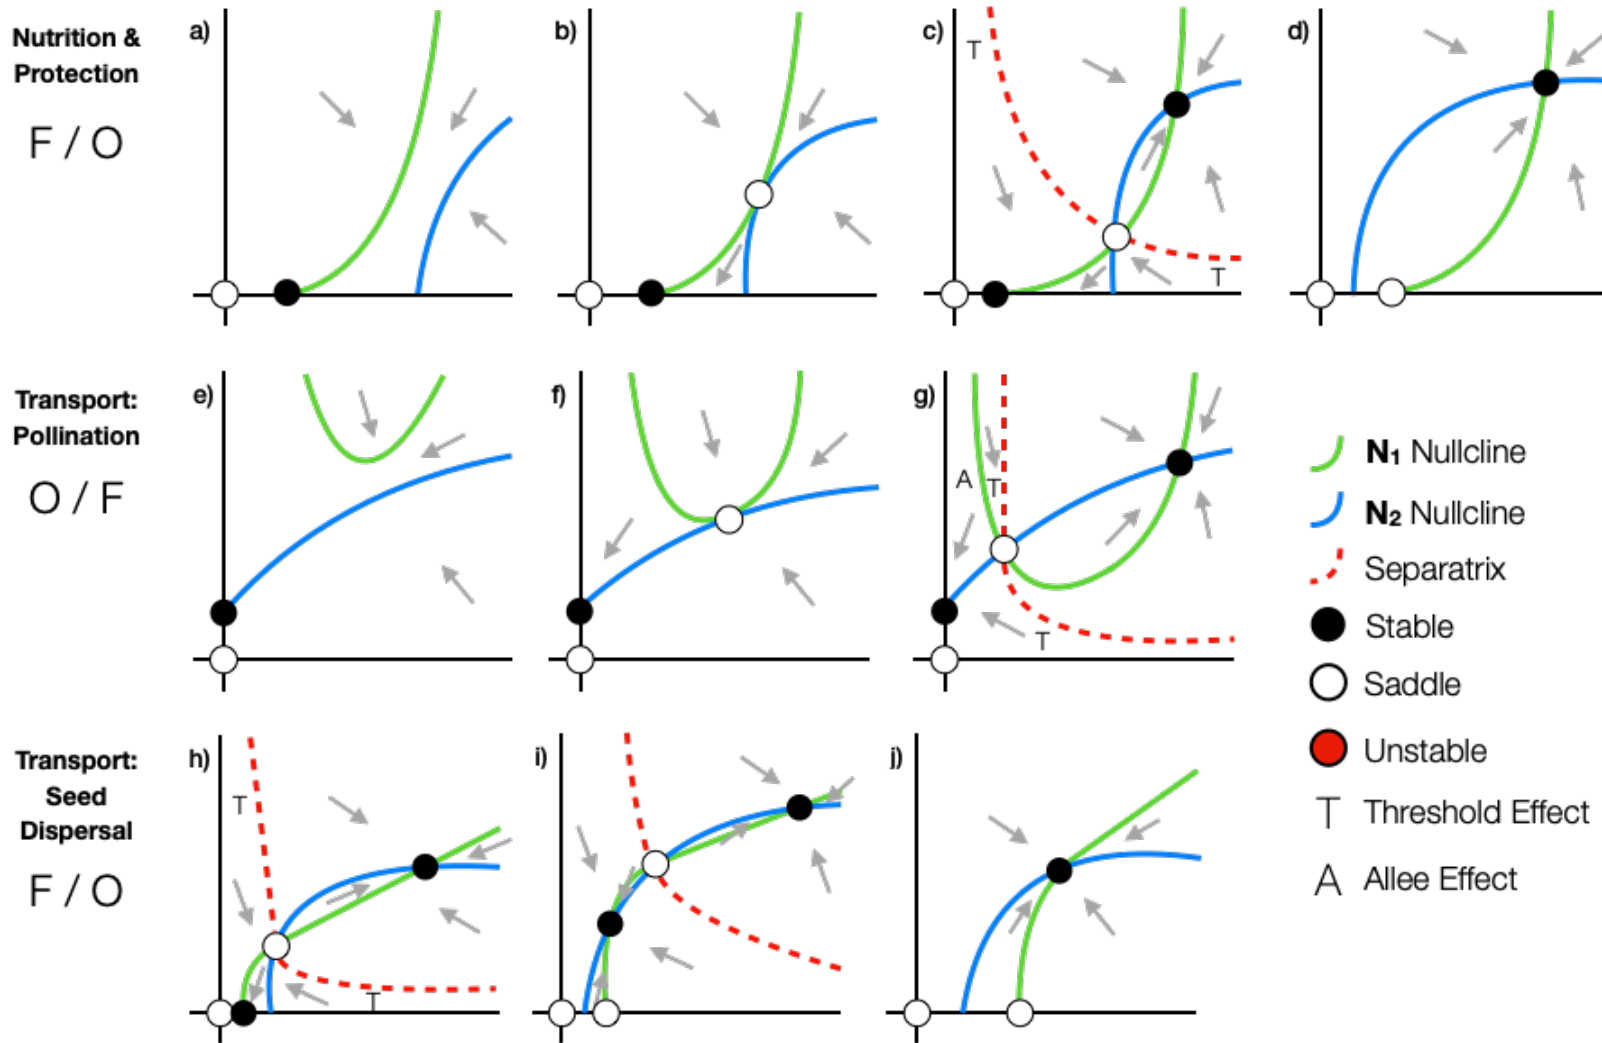 Nutrition &
Protection
F / O
a)
b)
c)
T
T
d)
Transport:
Pollination
O / F
e)
f)
g)
A
T
T
N1 Nullcline
N2 Nullcline
Separatrix
Stable
Saddle
Unstable
T Threshold Effect
A Allee Effect
Transport:
Seed
Dispersal
F / O
h)
T
T
i)
j)